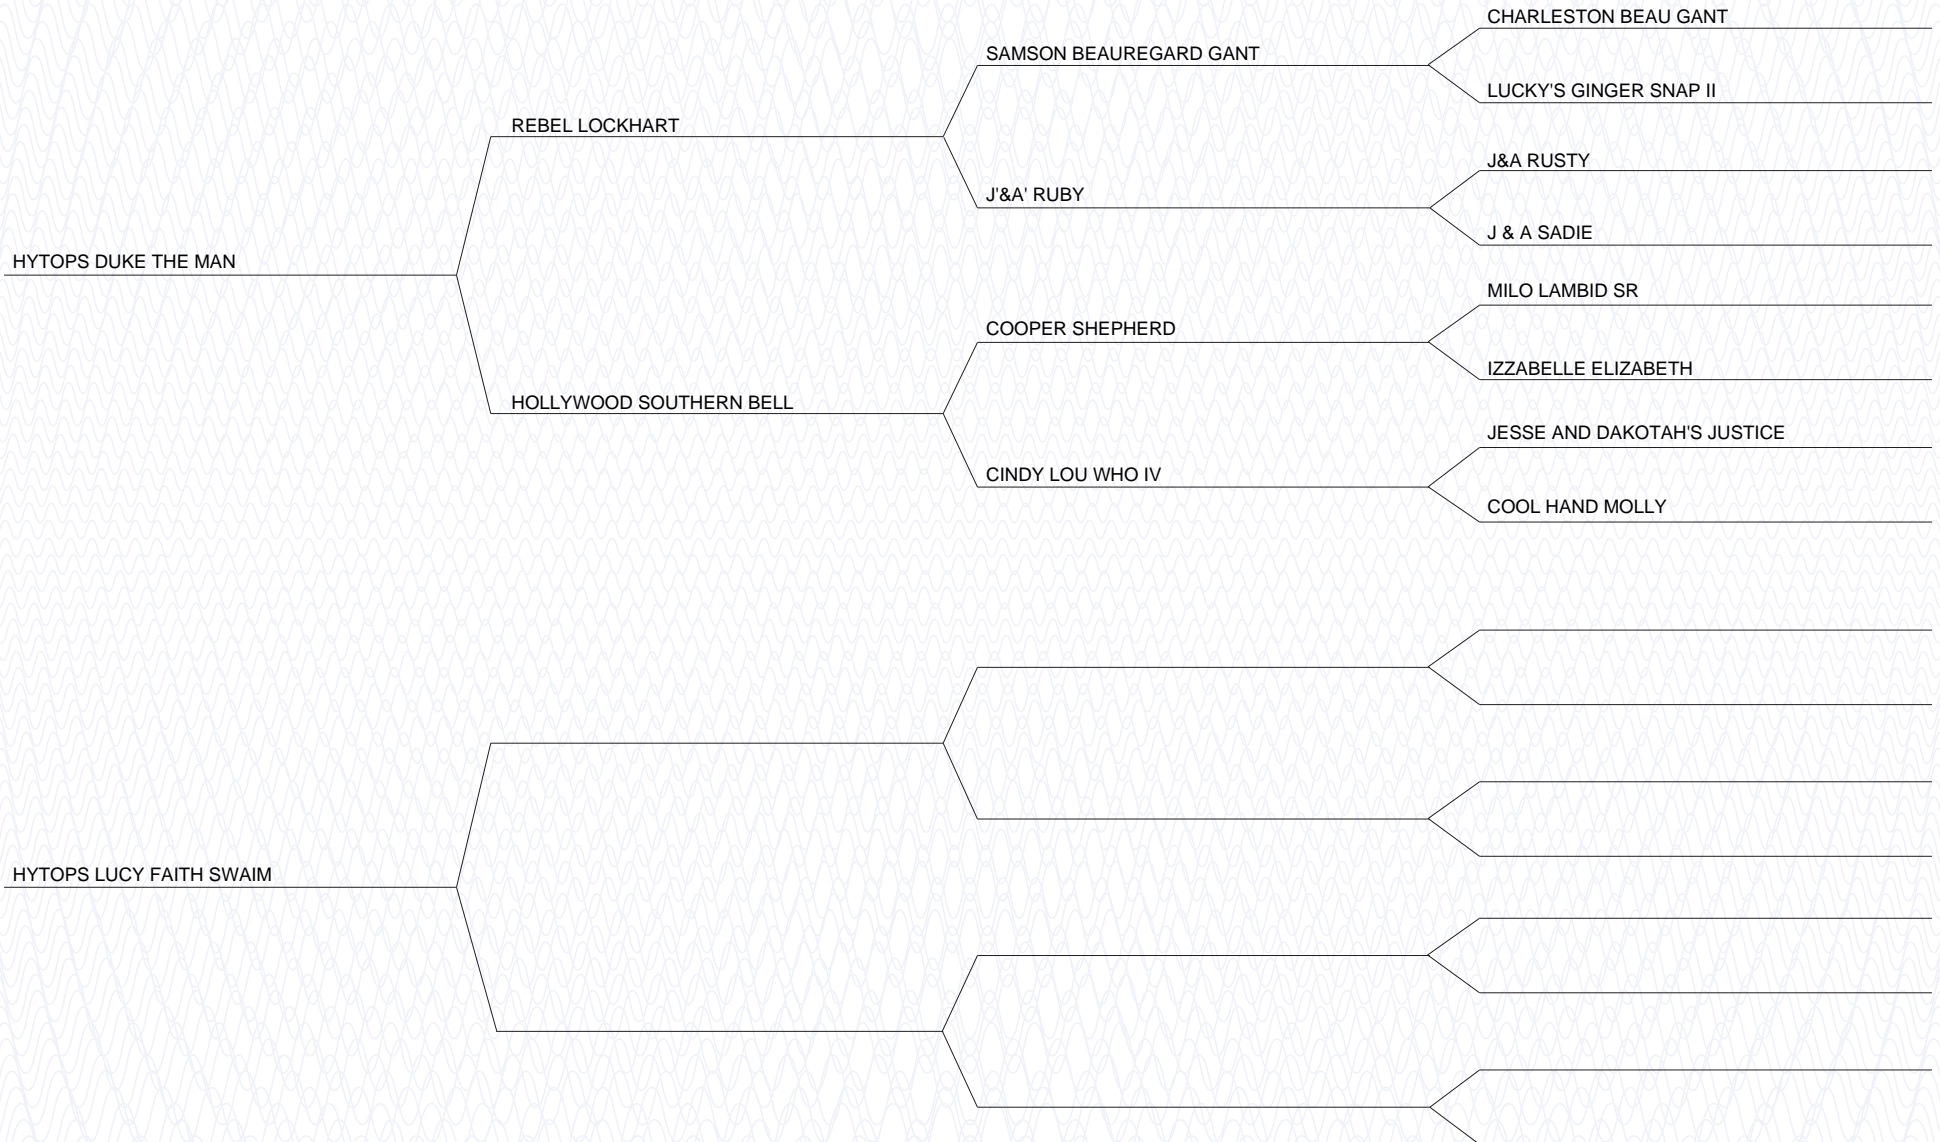 CHARLESTON BEAU GANT
SAMSON BEAUREGARD GANT
LUCKY'S GINGER SNAP II
REBEL LOCKHART
J&A RUSTY
J'&A' RUBY
J & A SADIE
HYTOPS DUKE THE MAN
MILO LAMBID SR
COOPER SHEPHERD
IZZABELLE ELIZABETH
HOLLYWOOD SOUTHERN BELL
JESSE AND DAKOTAH'S JUSTICE
CINDY LOU WHO IV
COOL HAND MOLLY
HYTOPS LUCY FAITH SWAIM